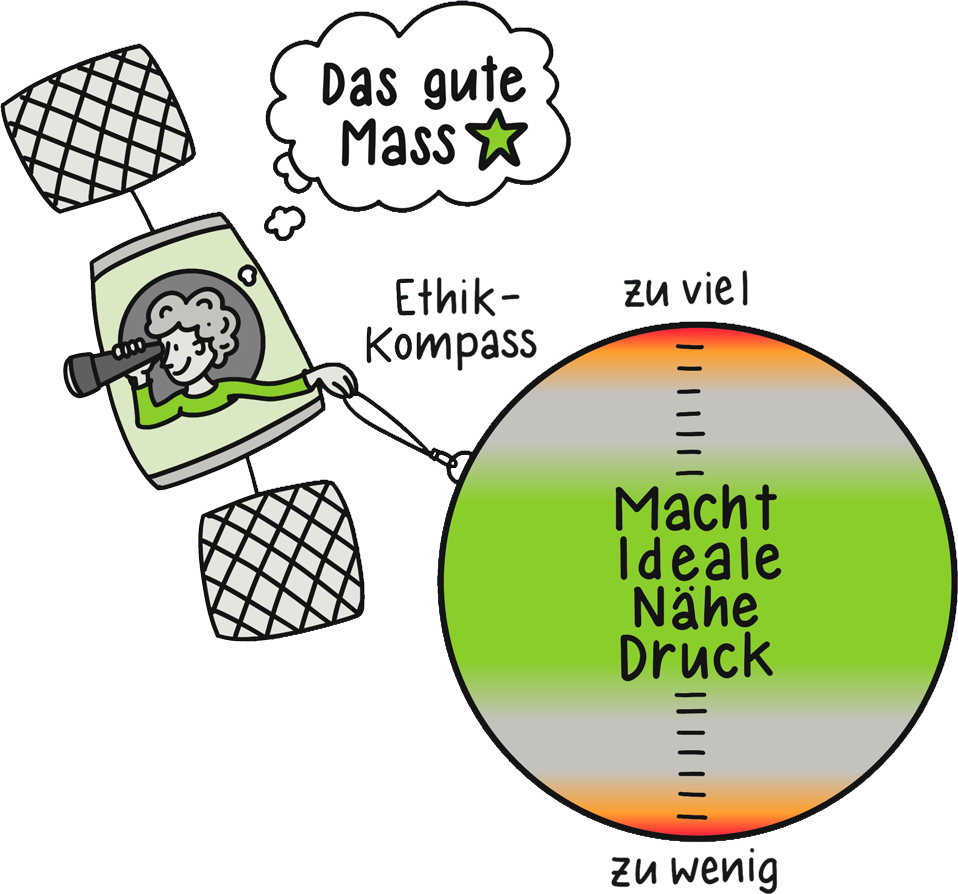 Das gute
Mass
Ethik-
Kompass
zu viel
Macht
Ideale
Nähe
Druck
zu wenig